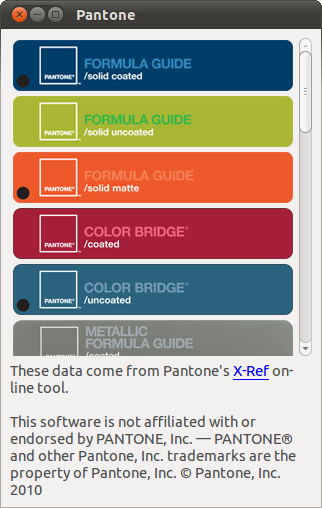 Pantone
PANTONE®
FORMULA GUIDE
/solid coated
PANTONE®
FORMULA GUIDE
/solid uncoated
PANTONE®
FORMULA GUIDE
/solid matte
PANTONE®
COLOR BRIDGE®
/coated
PANTONE®
COLOR BRIDGE®
/uncoated
METALLIC
FORMULA GUIDE
/coated
These data come from Pantone's X-Ref on-
line tool.
This software is not affiliated with or
endorsed by PANTONE, Inc. — PANTONE®
and other Pantone, Inc. trademarks are the
property of Pantone, Inc. © Pantone, Inc.
2010